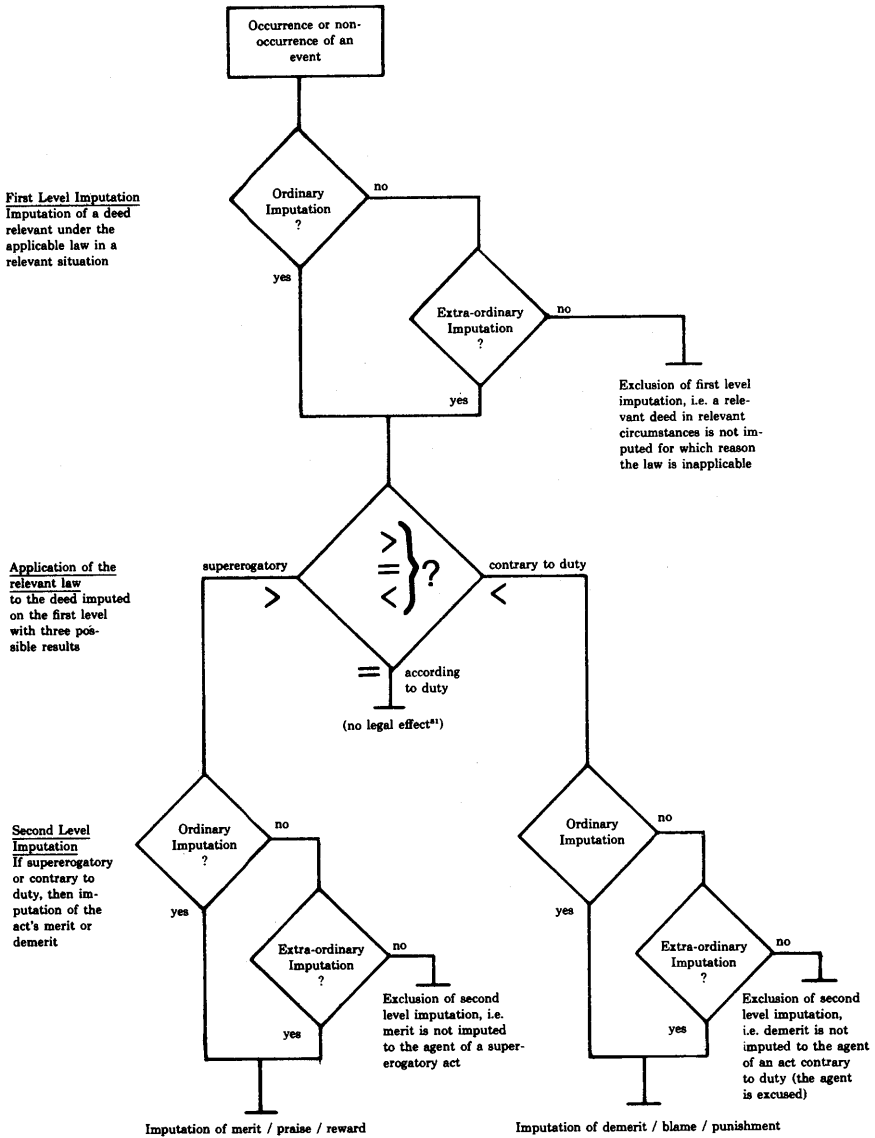 Occurrence or non-
occurrence of an
event
First Level Imputation
Imputation of a deed
relevant under the
applicable law in a
relevant situation
Ordinary
Imputation
?
no
yes
Extra-ordinary
Imputation
?
no
yes
Exclusion of first level
imputation, i.e. a rele-
vant deed in relevant
circumstances is not im-
puted for which reason
the law is inapplicable
Application of the
relevant law
to the deed imputed
on the first level
with three pos-
sible results
supererogatory
>
>
=
<
} ?
contrary to duty
<
=
according
to duty
(no legal effect⁸¹)
Second Level
Imputation
If supererogatory
or contrary to
duty, then im-
putation of the
act's merit or
demerit
Ordinary
Imputation
?
no
yes
Extra-ordinary
Imputation
?
no
yes
Exclusion of second
level imputation, i.e.
merit is not imputed
to the agent of a super-
erogatory act
Imputation of merit / praise / reward
Ordinary
Imputation
no
yes
Extra-ordinary
Imputation
?
no
yes
Exclusion of second
level imputation,
i.e. demerit is not
imputed to the agent
of an act contrary
to duty (the agent
is excused)
Imputation of demerit / blame / punishment